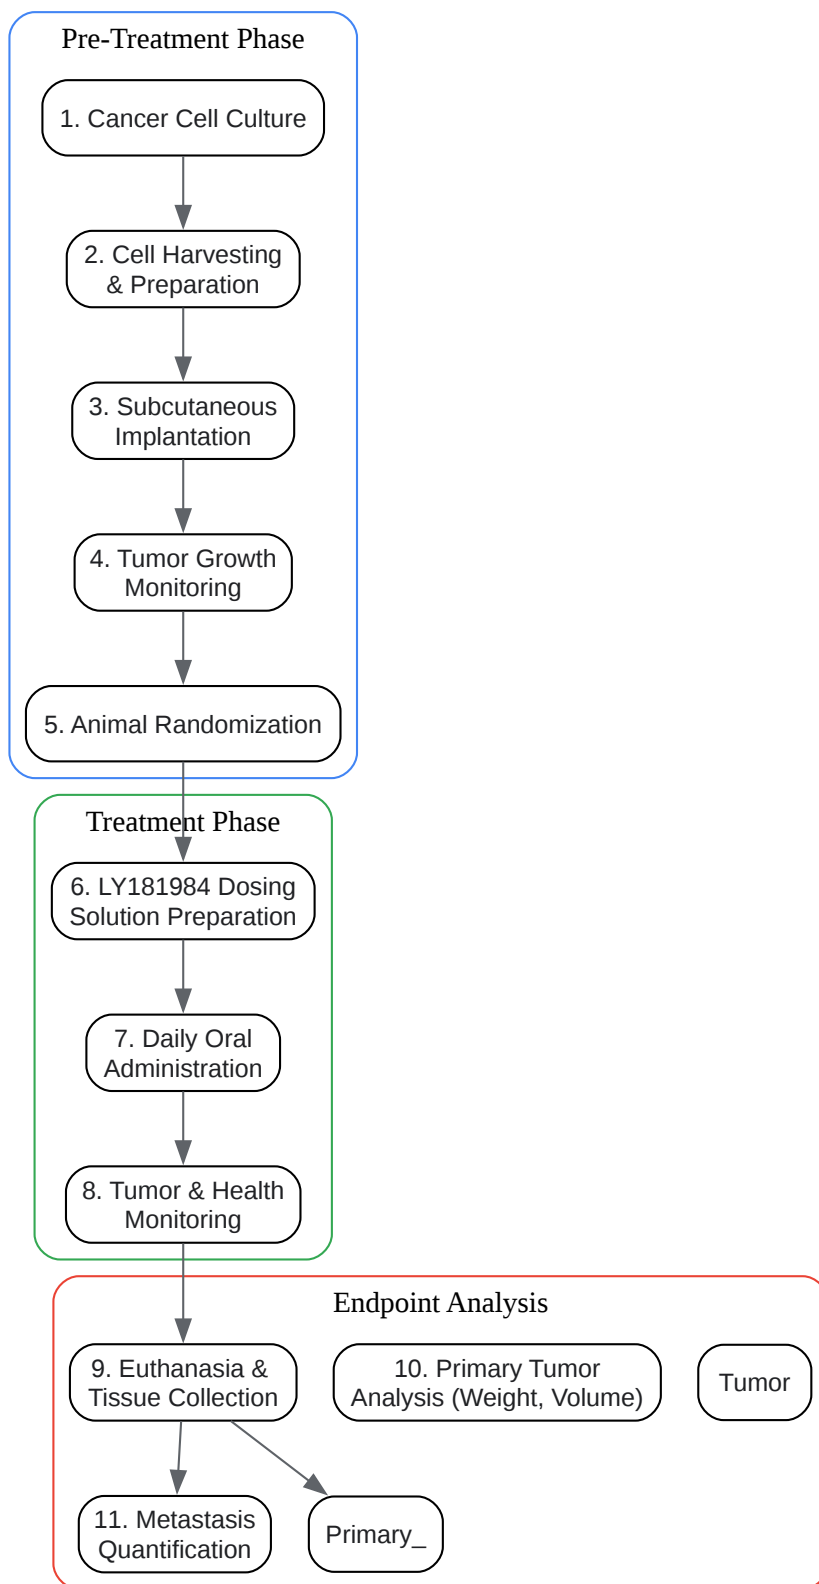 Pre-Treatment Phase
1. Cancer Cell Culture
2. Cell Harvesting
& Preparation
3. Subcutaneous
Implantation
4. Tumor Growth
Monitoring
5. Animal Randomization
Treatment Phase
6. LY181984 Dosing
Solution Preparation
7. Daily Oral
Administration
8. Tumor & Health
Monitoring
Endpoint Analysis
9. Euthanasia &
Tissue Collection
10. Primary Tumor
Analysis (Weight, Volume)
Tumor
11. Metastasis
Quantification
Primary_